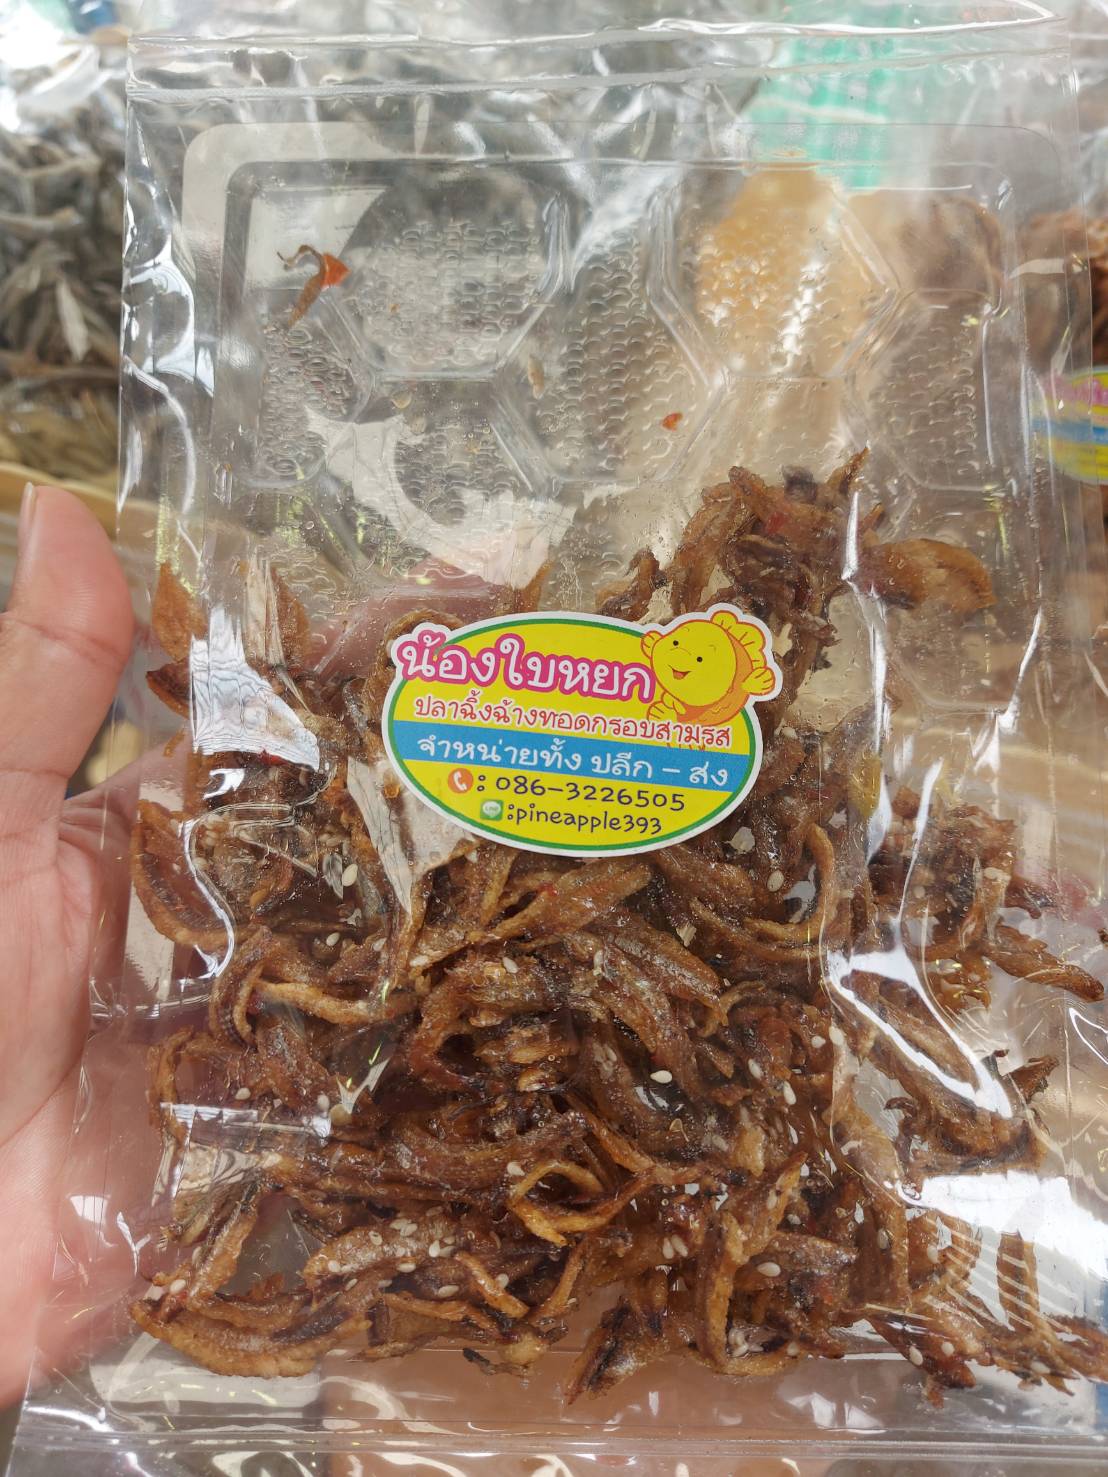 น้องใบหยก
ปลาฉิ้งฉ้างทอดกรอบสามรส
จำหน่ายทั้ง ปลีก - ส่ง
: 086-3226505
LINE :pineapple393